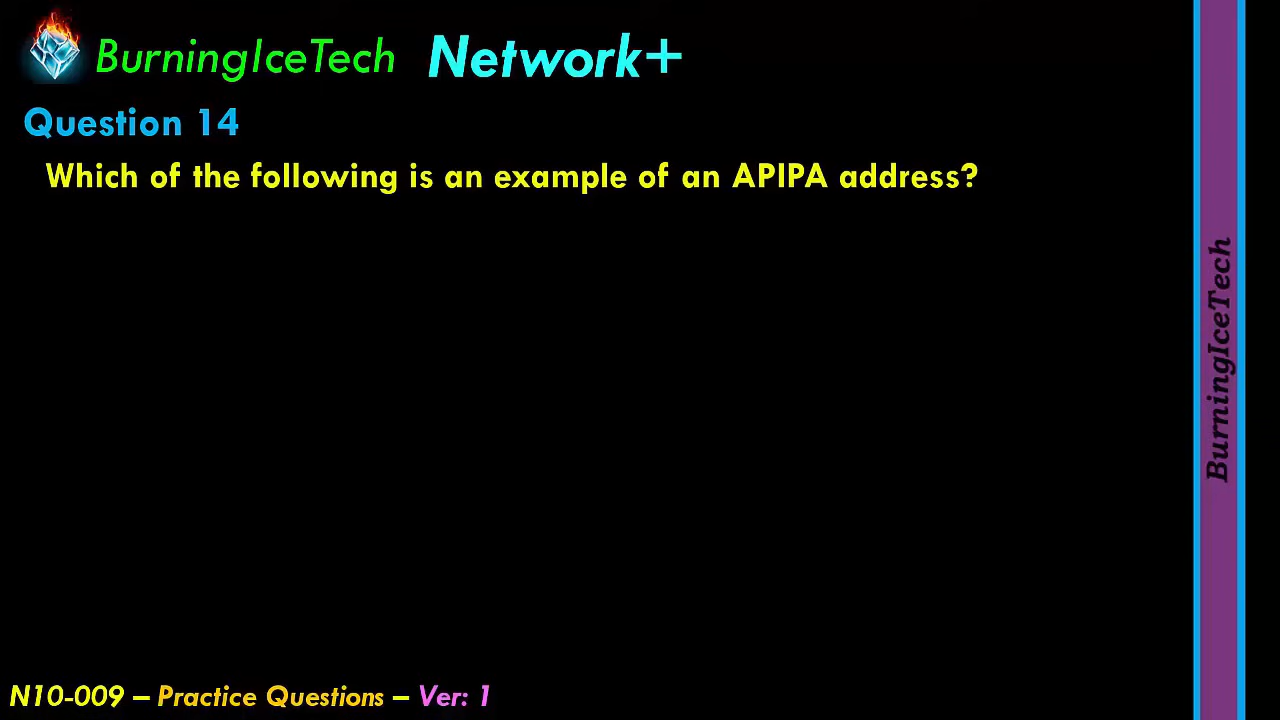 BurningIceTech Network+
Question 14
Which of the following is an example of an APIPA address?
BurningIceTech
N10-009 – Practice Questions – Ver: 1